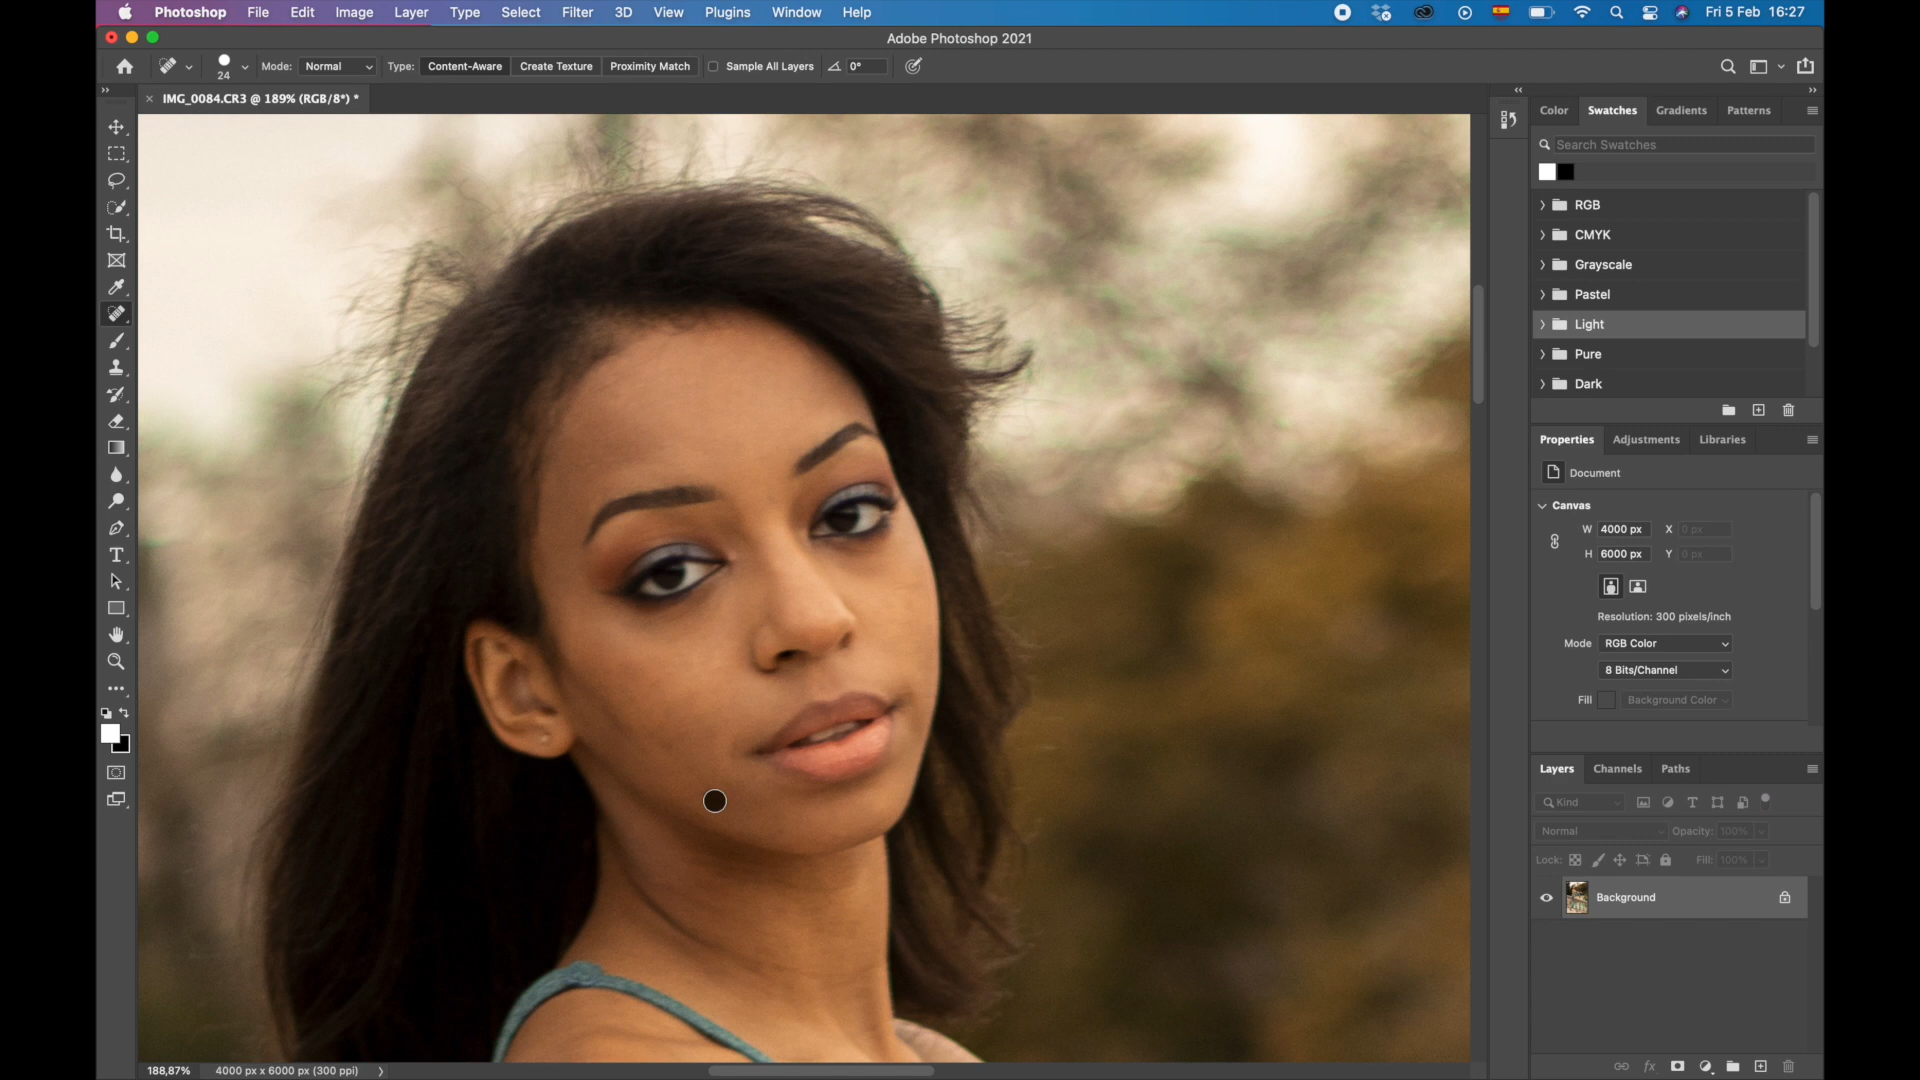 Photoshop File Edit Image Layer Type Select Filter 3D View Plugins Window Help Fri 5 Feb 16:27
Adobe Photoshop 2021
24 Mode: Normal Type: Content-Aware Create Texture Proximity Match Sample All Layers 0°
IMG_0084.CR3 @ 189% (RGB/8*) *
Color Swatches Gradients Patterns
Search Swatches
RGB
CMYK
Grayscale
Pastel
Light
Pure
Dark
Properties Adjustments Libraries
Document
Canvas
W 4000 px X 0 px
H 6000 px Y 0 px
Resolution: 300 pixels/inch
Mode RGB Color
8 Bits/Channel
Fill Background Color
Layers Channels Paths
Kind
Normal Opacity: 100%
Lock: Fill: 100%
Background
fx
188,87% 4000 px x 6000 px (300 ppi)